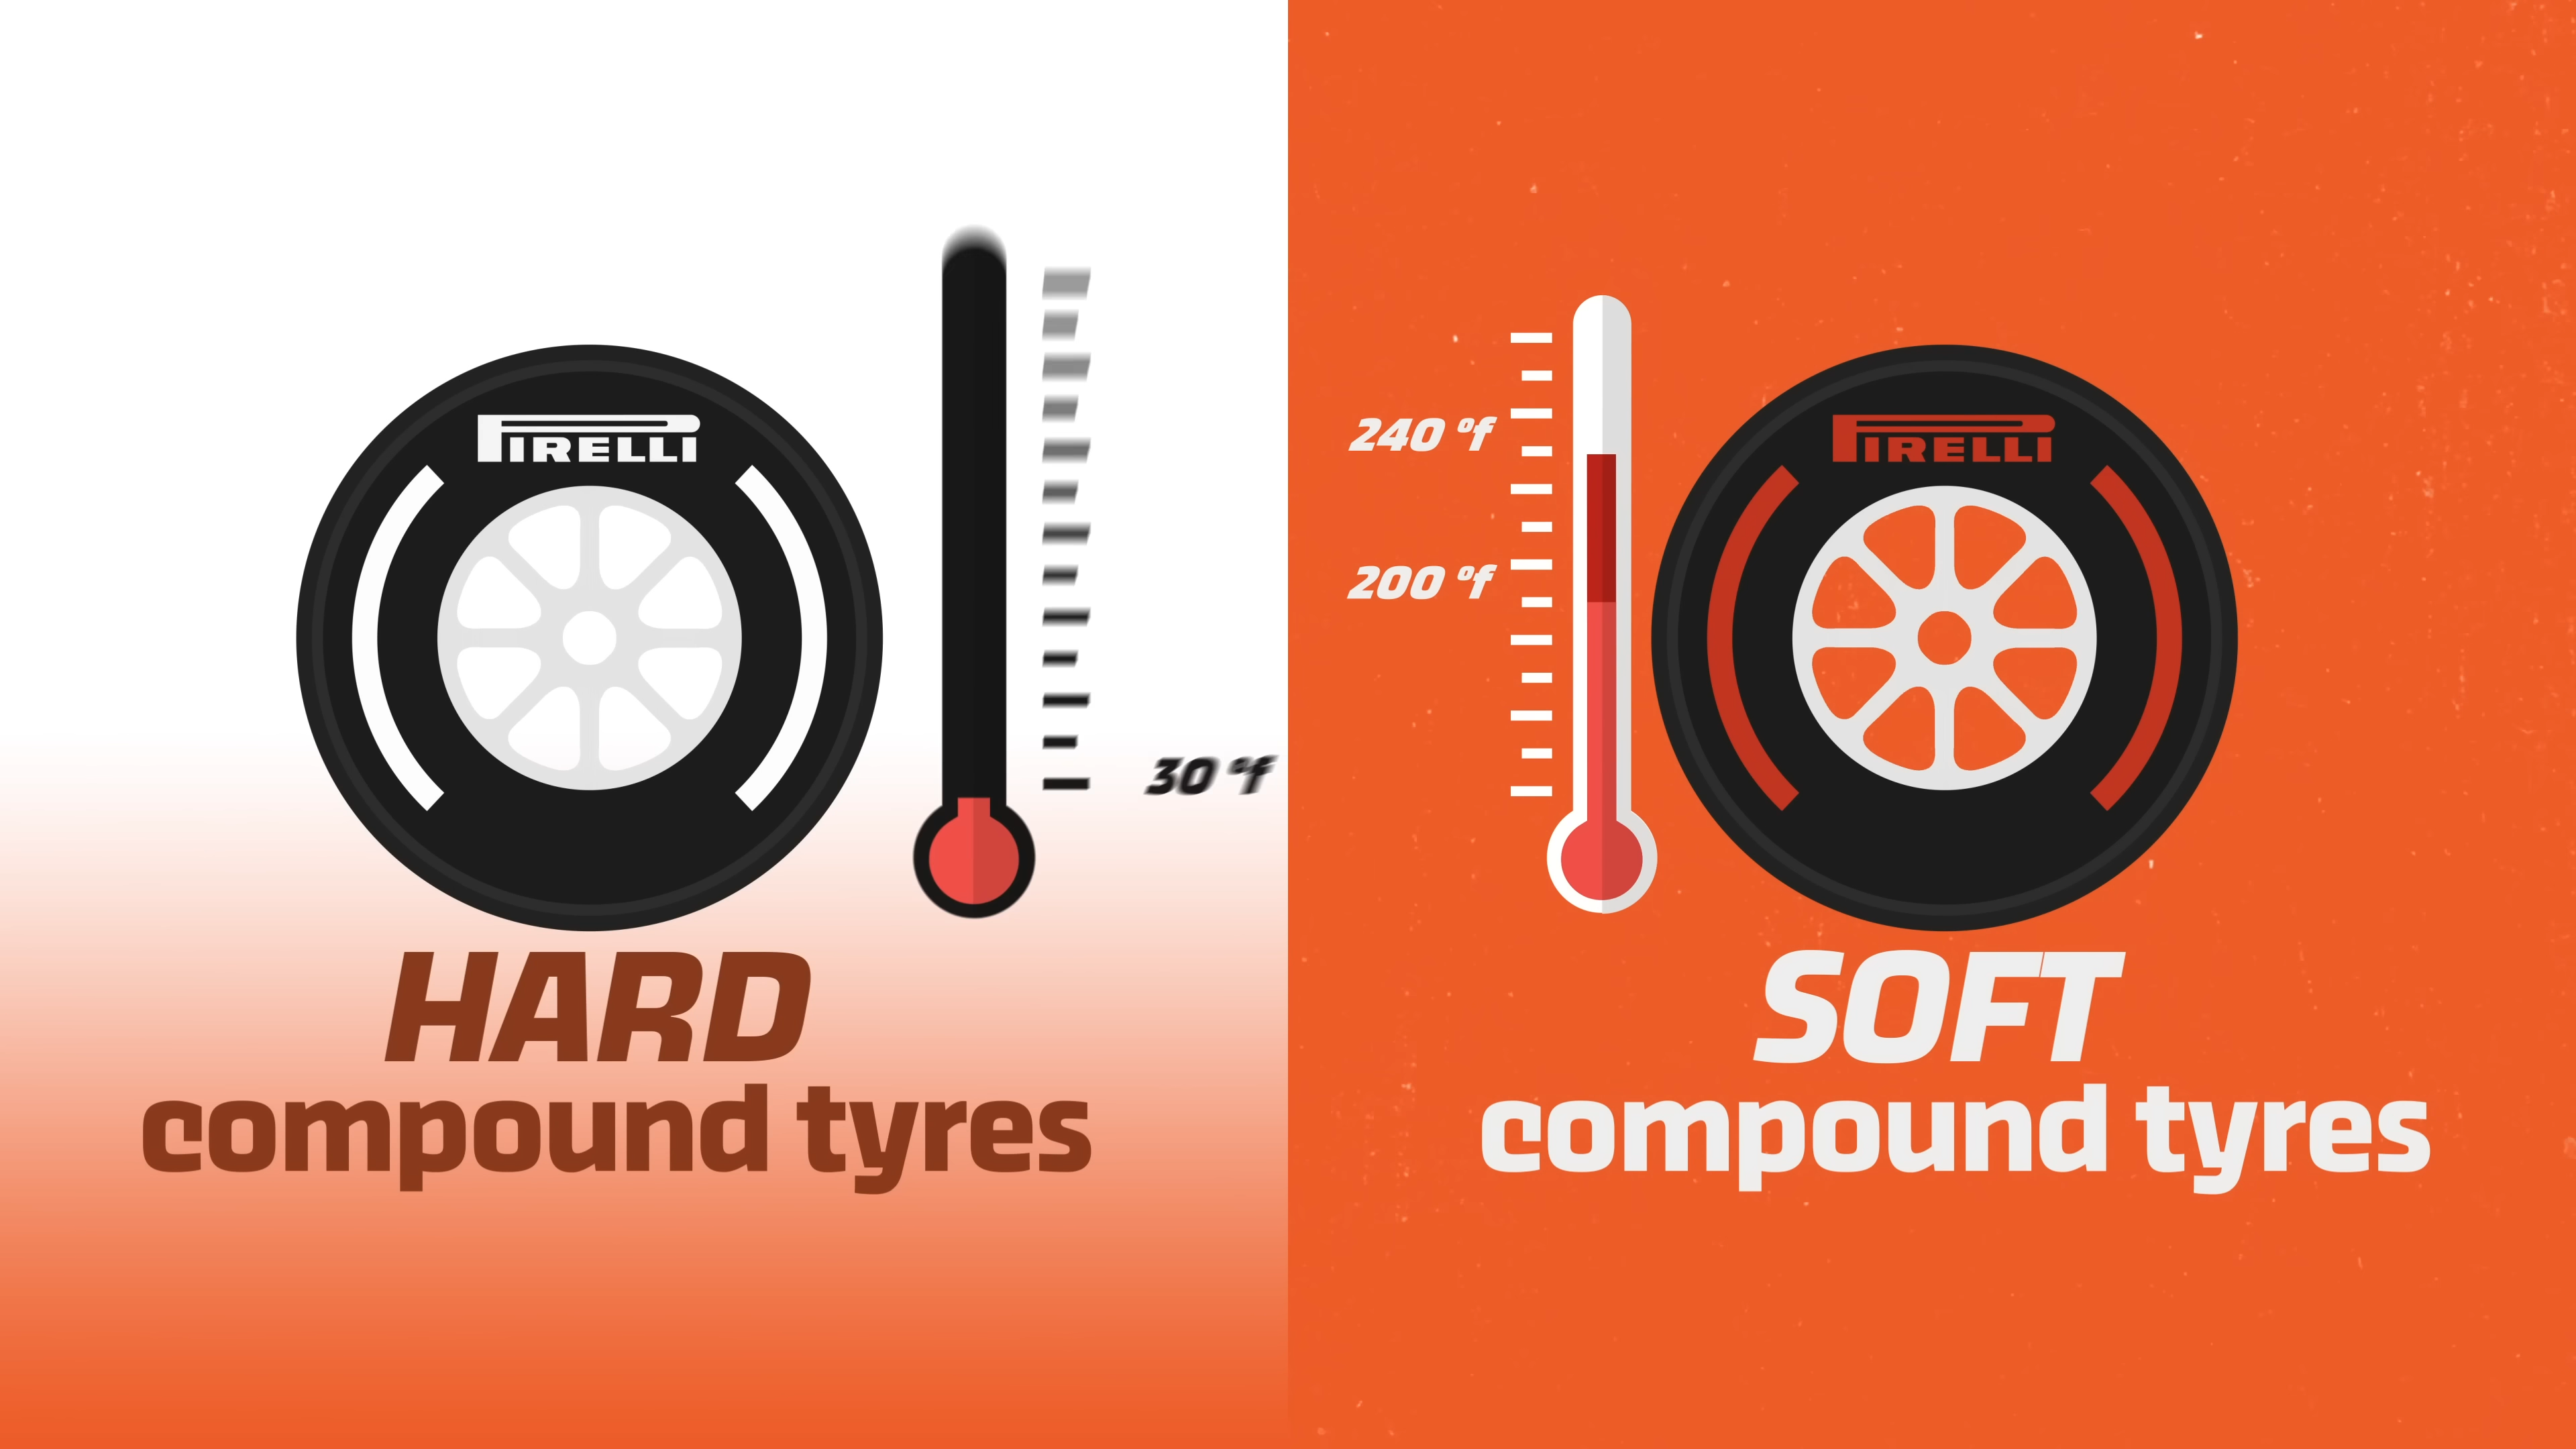 PIRELLI
30 °f
HARD
compound tyres
240 °f
200 °f
PIRELLI
SOFT
compound tyres